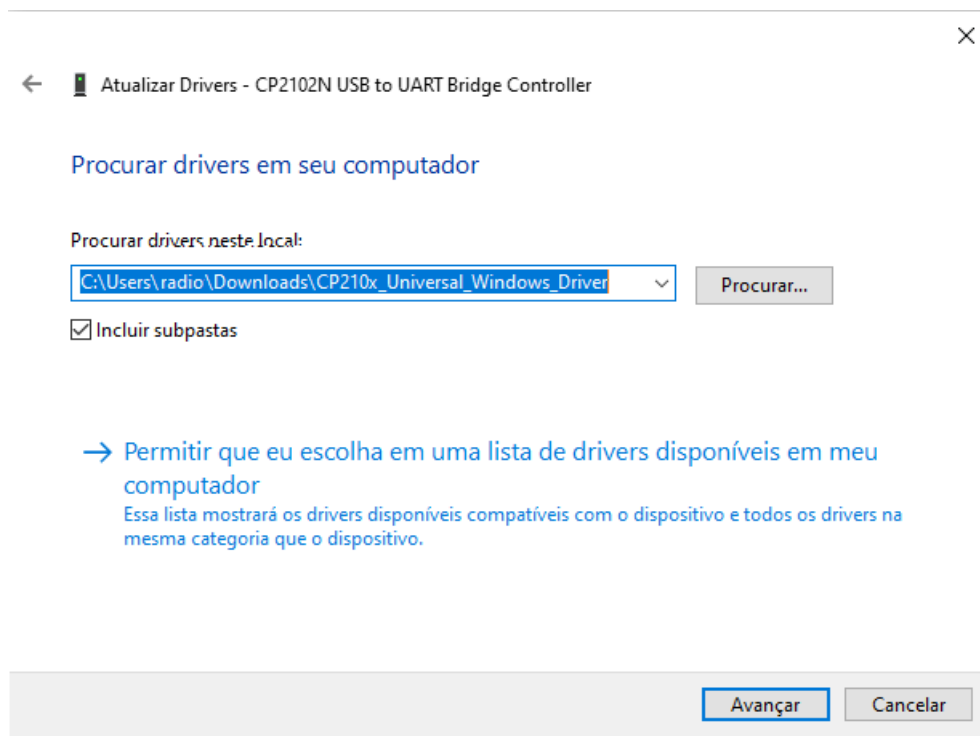 Atualizar Drivers - CP2102N USB to UART Bridge Controller
Procurar drivers em seu computador
Procurar drivers neste local:
C:\Users\radio\Downloads\CP210x_Universal_Windows_Driver
Procurar...
Incluir subpastas
Permitir que eu escolha em uma lista de drivers disponíveis em meu
computador
Essa lista mostrará os drivers disponíveis compatíveis com o dispositivo e todos os drivers na
mesma categoria que o dispositivo.
Avançar
Cancelar